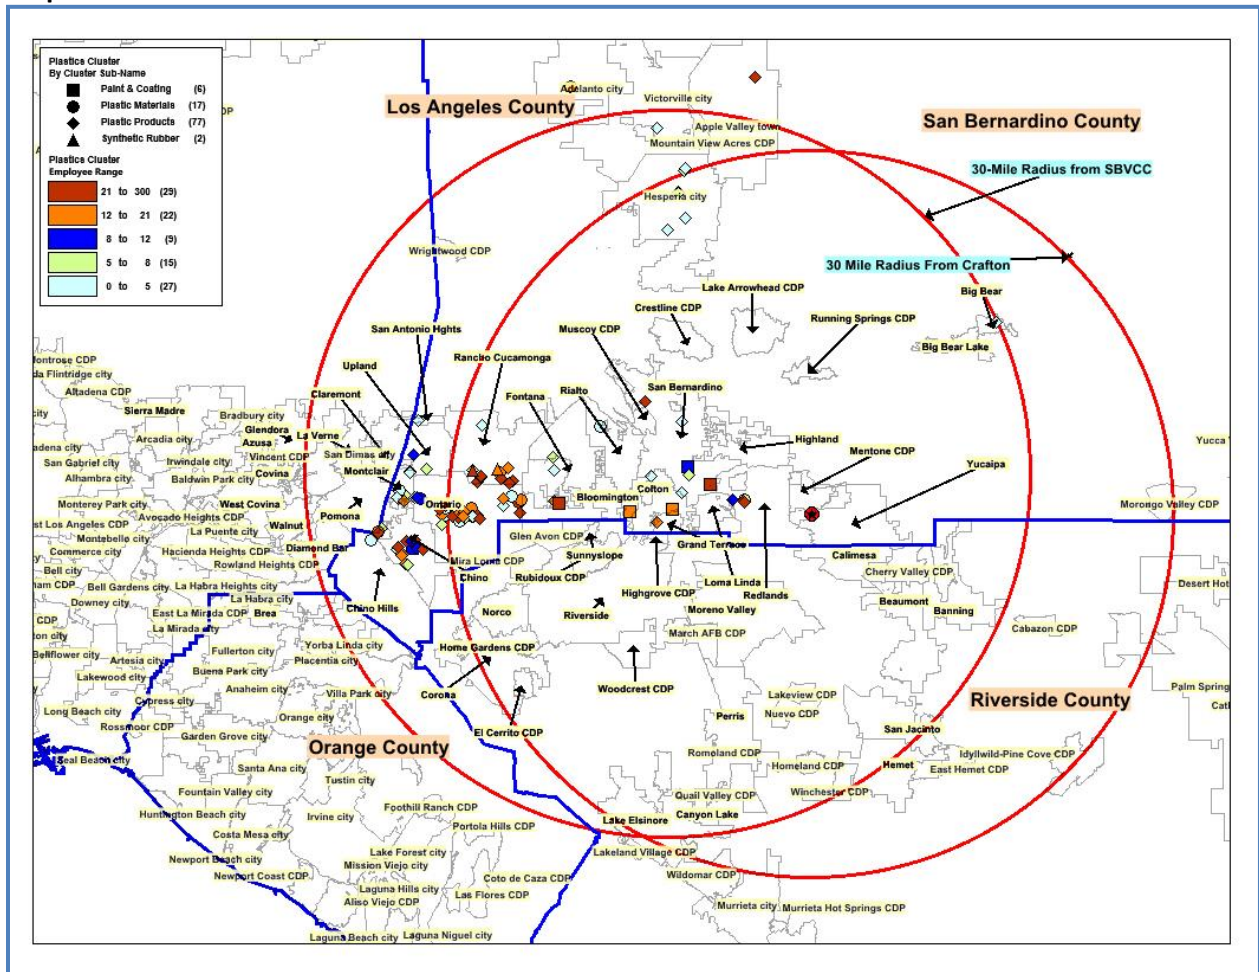 Plastics Cluster
By Cluster Sub-Name
Paint & Coating (6)
Plastic Materials (17)
Plastic Products (77)
Synthetic Rubber (2)
Plastics Cluster
Employee Range
21 to 300 (29)
12 to 21 (22)
8 to 12 (9)
5 to 8 (15)
0 to 5 (27)
Los Angeles County
Adelanto city
Victorville city
Apple Valley town
Mountain View Acres CDP
San Bernardino County
30-Mile Radius from SBVCC
Hesperia city
Wrightwood CDP
30 Mile Radius From Crafton
Lake Arrowhead CDP
Big Bear
Crestline CDP
Running Springs CDP
San Antonio Hghts
Muscoy CDP
Big Bear Lake
Rancho Cucamonga
Upland
Claremont
Fontana
Rialto
San Bernardino
Altadena CDP
Sierra Madre
Bradbury city
Glendora
La Verne
Arcadia city
Azusa
Highland
San Gabriel city
Irwindale city
Vincent CDP
San Dimas city
Mentone CDP
Alhambra city
Baldwin Park city
Covina
Montclair
Yucaipa
Colton
Bloomington
Monterey Park city
West Covina
Ontario
Morongo Valley CDP
Avocado Heights CDP
Walnut
Pomona
La Puente city
Montebello city
Glen Avon CDP
Commerce city
Hacienda Heights CDP
Diamond Bar
Grand Terrace
Rowland Heights CDP
Mira Loma CDP
Sunnyslope
Calimesa
Bell city
Chino
Rubidoux CDP
Cherry Valley CDP
Bell Gardens city
La Habra Heights city
Loma Linda
Highgrove CDP
Redlands
Downey city
La Habra city
Chino Hills
Beaumont
East La Mirada CDP
Brea
Norco
Riverside
Moreno Valley
Banning
La Mirada city
March AFB CDP
Cabazon CDP
Fullerton city
Yorba Linda city
Home Gardens CDP
Artesia city
Placentia city
Lakewood city
Buena Park city
Anaheim city
Villa Park city
Corona
Woodcrest CDP
Cypress city
Lakeview CDP
Riverside County
Long Beach city
Orange city
Perris
Nuevo CDP
Rossmoor CDP
Garden Grove city
El Cerrito CDP
San Jacinto
Orange County
Seal Beach city
Romoland CDP
Idyllwild-Pine Cove CDP
Santa Ana city
Homeland CDP
Hemet
East Hemet CDP
Tustin city
Fountain Valley city
Quail Valley CDP
Winchester CDP
Huntington Beach city
Irvine city
Foothill Ranch CDP
Canyon Lake
Lake Elsinore
Costa Mesa city
Portola Hills CDP
Newport Beach city
Lake Forest city
Lakeland Village CDP
Mission Viejo city
Newport Coast CDP
Coto de Caza CDP
Wildomar CDP
Laguna Hills city
Las Flores CDP
Aliso Viejo CDP
Murrieta city
Murrieta Hot Springs CDP
Laguna Beach city
Laguna Niguel city